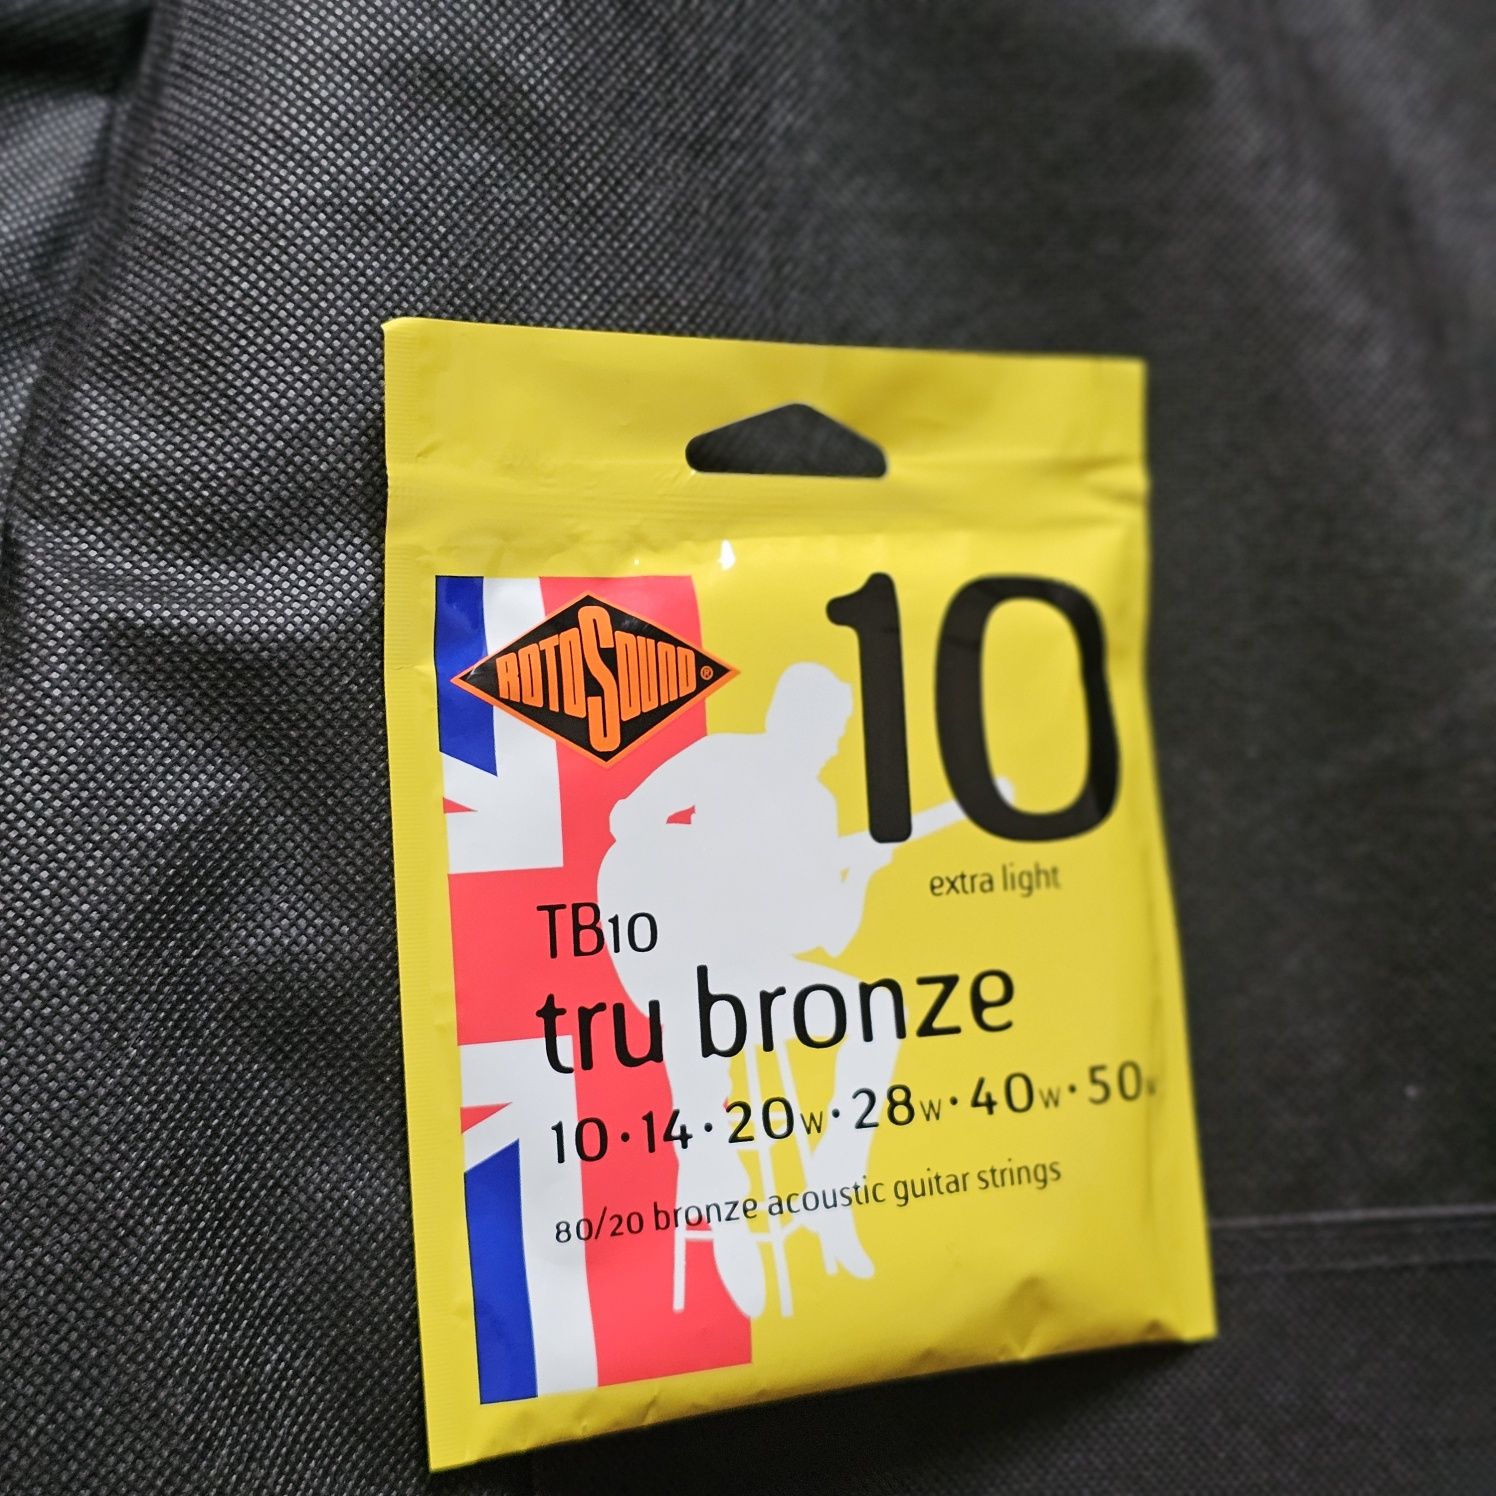 ROTOSOUND®
10
extra light
TB10
tru bronze
10·14·20w·28w·40w·50w
80/20 bronze acoustic guitar strings